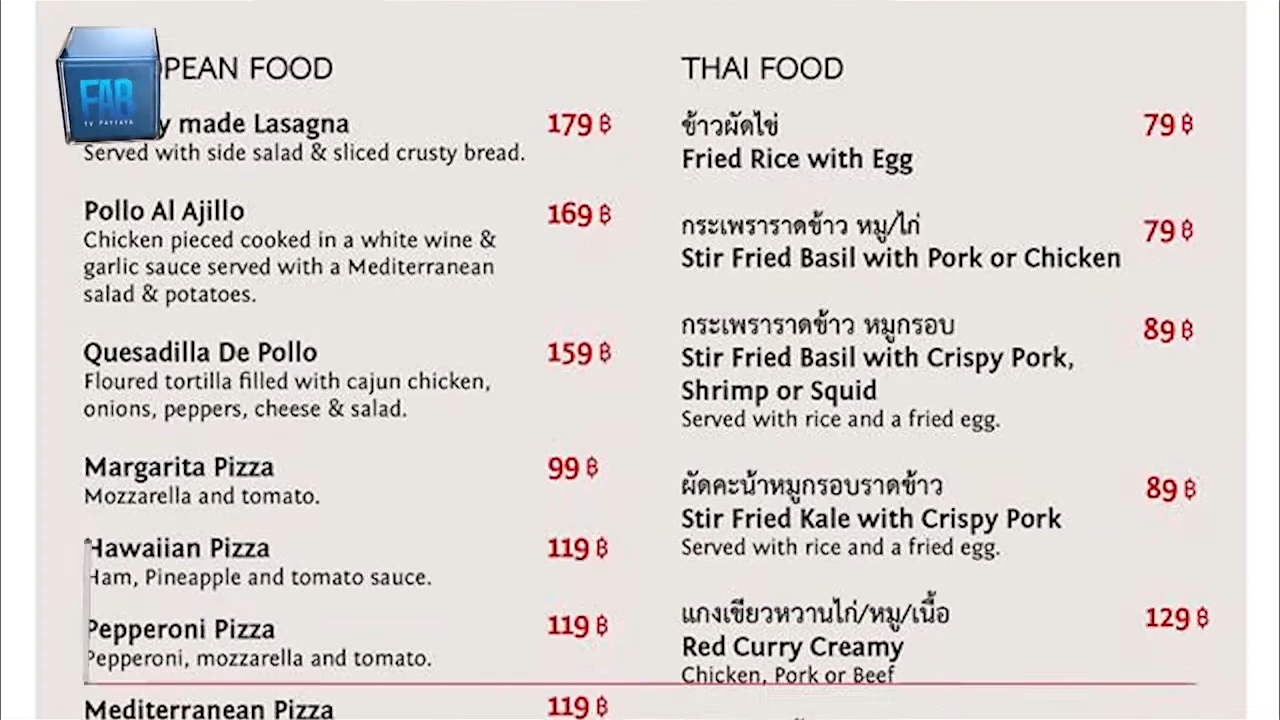 FAB
TV PATTAYA
PEAN FOOD
y made Lasagna 179 ฿
Served with side salad & sliced crusty bread.
Pollo Al Ajillo 169 ฿
Chicken pieced cooked in a white wine &
garlic sauce served with a Mediterranean
salad & potatoes.
Quesadilla De Pollo 159 ฿
Floured tortilla filled with cajun chicken,
onions, peppers, cheese & salad.
Margarita Pizza 99 ฿
Mozzarella and tomato.
Hawaiian Pizza 119 ฿
Ham, Pineapple and tomato sauce.
Pepperoni Pizza 119 ฿
Pepperoni, mozzarella and tomato.
Mediterranean Pizza 119 ฿
THAI FOOD
ข้าวผัดไข่ 79 ฿
Fried Rice with Egg
กระเพราราดข้าว หมู/ไก่ 79 ฿
Stir Fried Basil with Pork or Chicken
กระเพราราดข้าว หมูกรอบ 89 ฿
Stir Fried Basil with Crispy Pork,
Shrimp or Squid
Served with rice and a fried egg.
ผัดคะน้าหมูกรอบราดข้าว 89 ฿
Stir Fried Kale with Crispy Pork
Served with rice and a fried egg.
แกงเขียวหวานไก่/หมู/เนื้อ 129 ฿
Red Curry Creamy
Chicken, Pork or Beef